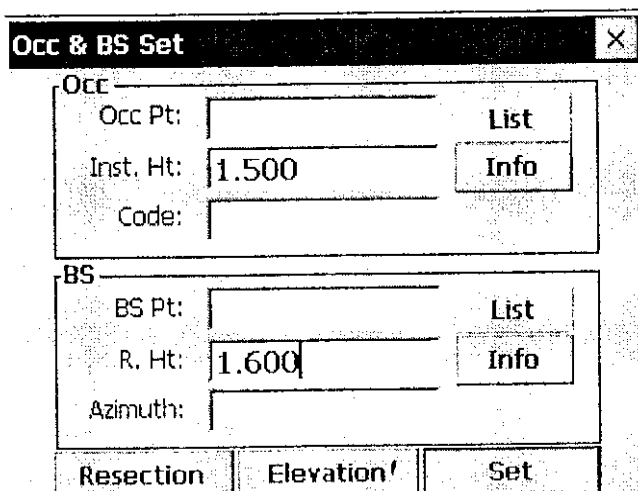 Occ & BS Set ×
Occ
Occ Pt:
List
Inst. Ht: 1.500
Info
Code:
BS
BS Pt:
List
R. Ht: 1.600
Info
Azimuth:
Resection Elevation Set